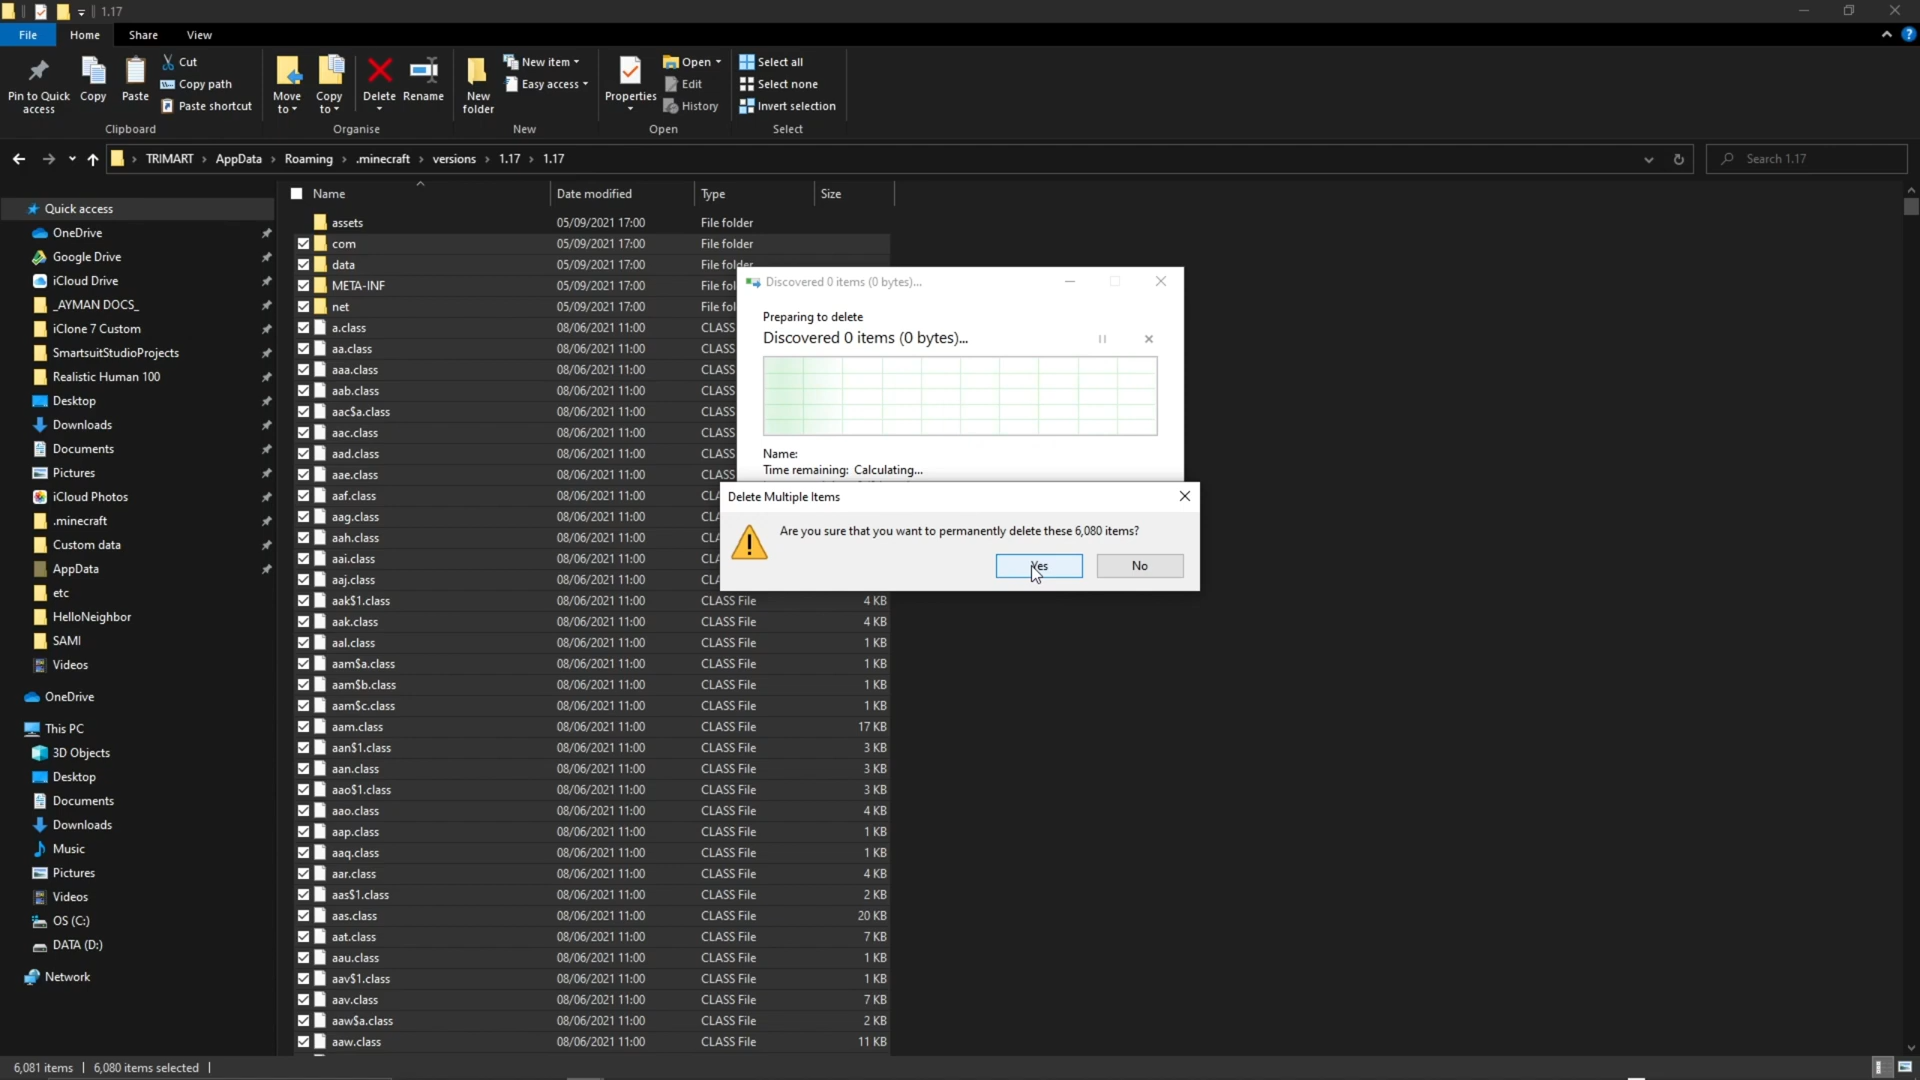 1.17
File Home Share View
Pin to Quick access
Copy
Paste
Cut
Copy path
Paste shortcut
Clipboard
Move to
Copy to
Delete
Rename
Organise
New folder
New item
Easy access
New
Properties
Open
Edit
History
Open
Select all
Select none
Invert selection
Select
TRIMART › AppData › Roaming › .minecraft › versions › 1.17 › 1.17
Search 1.17
Quick access
OneDrive
Google Drive
iCloud Drive
_AYMAN DOCS_
iClone 7 Custom
SmartsuitStudioProjects
Realistic Human 100
Desktop
Downloads
Documents
Pictures
iCloud Photos
.minecraft
Custom data
AppData
etc
HelloNeighbor
SAMI
Videos
OneDrive
This PC
3D Objects
Desktop
Documents
Downloads
Music
Pictures
Videos
OS (C:)
DATA (D:)
Network
Name Date modified Type Size
assets 05/09/2021 17:00 File folder
com 05/09/2021 17:00 File folder
data 05/09/2021 17:00 File folder
META-INF 05/09/2021 17:00 File fol
net 05/09/2021 17:00 File fol
a.class 08/06/2021 11:00 CLASS
aa.class 08/06/2021 11:00 CLASS
aaa.class 08/06/2021 11:00 CLASS
aab.class 08/06/2021 11:00 CLASS
aac$a.class 08/06/2021 11:00 CLASS
aac.class 08/06/2021 11:00 CLASS
aad.class 08/06/2021 11:00 CLASS
aae.class 08/06/2021 11:00 CLASS
aaf.class 08/06/2021 11:00 CLA
aag.class 08/06/2021 11:00 CLA
aah.class 08/06/2021 11:00 CLA
aai.class 08/06/2021 11:00 CLA
aaj.class 08/06/2021 11:00 CLA
aak$1.class 08/06/2021 11:00 CLASS File 4 KB
aak.class 08/06/2021 11:00 CLASS File 4 KB
aal.class 08/06/2021 11:00 CLASS File 1 KB
aam$a.class 08/06/2021 11:00 CLASS File 1 KB
aam$b.class 08/06/2021 11:00 CLASS File 1 KB
aam$c.class 08/06/2021 11:00 CLASS File 1 KB
aam.class 08/06/2021 11:00 CLASS File 17 KB
aan$1.class 08/06/2021 11:00 CLASS File 3 KB
aan.class 08/06/2021 11:00 CLASS File 3 KB
aao$1.class 08/06/2021 11:00 CLASS File 3 KB
aao.class 08/06/2021 11:00 CLASS File 4 KB
aap.class 08/06/2021 11:00 CLASS File 1 KB
aaq.class 08/06/2021 11:00 CLASS File 1 KB
aar.class 08/06/2021 11:00 CLASS File 4 KB
aas$1.class 08/06/2021 11:00 CLASS File 2 KB
aas.class 08/06/2021 11:00 CLASS File 20 KB
aat.class 08/06/2021 11:00 CLASS File 7 KB
aau.class 08/06/2021 11:00 CLASS File 1 KB
aav$1.class 08/06/2021 11:00 CLASS File 1 KB
aav.class 08/06/2021 11:00 CLASS File 7 KB
aaw$a.class 08/06/2021 11:00 CLASS File 2 KB
aaw.class 08/06/2021 11:00 CLASS File 11 KB
Discovered 0 items (0 bytes)...
Preparing to delete
Discovered 0 items (0 bytes)...
Name:
Time remaining: Calculating...
Delete Multiple Items
Are you sure that you want to permanently delete these 6,080 items?
Yes No
6,081 items 6,080 items selected